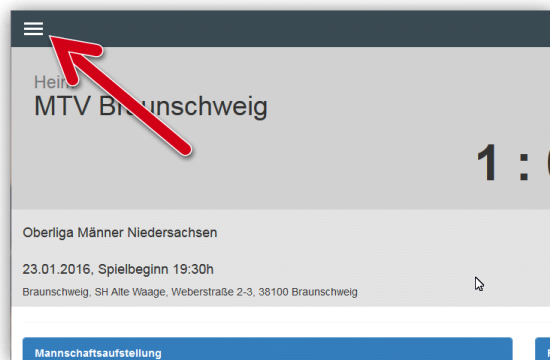 Heim
MTV Braunschweig
1 :
Oberliga Männer Niedersachsen
23.01.2016, Spielbeginn 19:30h
Braunschweig, SH Alte Waage, Weberstraße 2-3, 38100 Braunschweig
Mannschaftsaufstellung